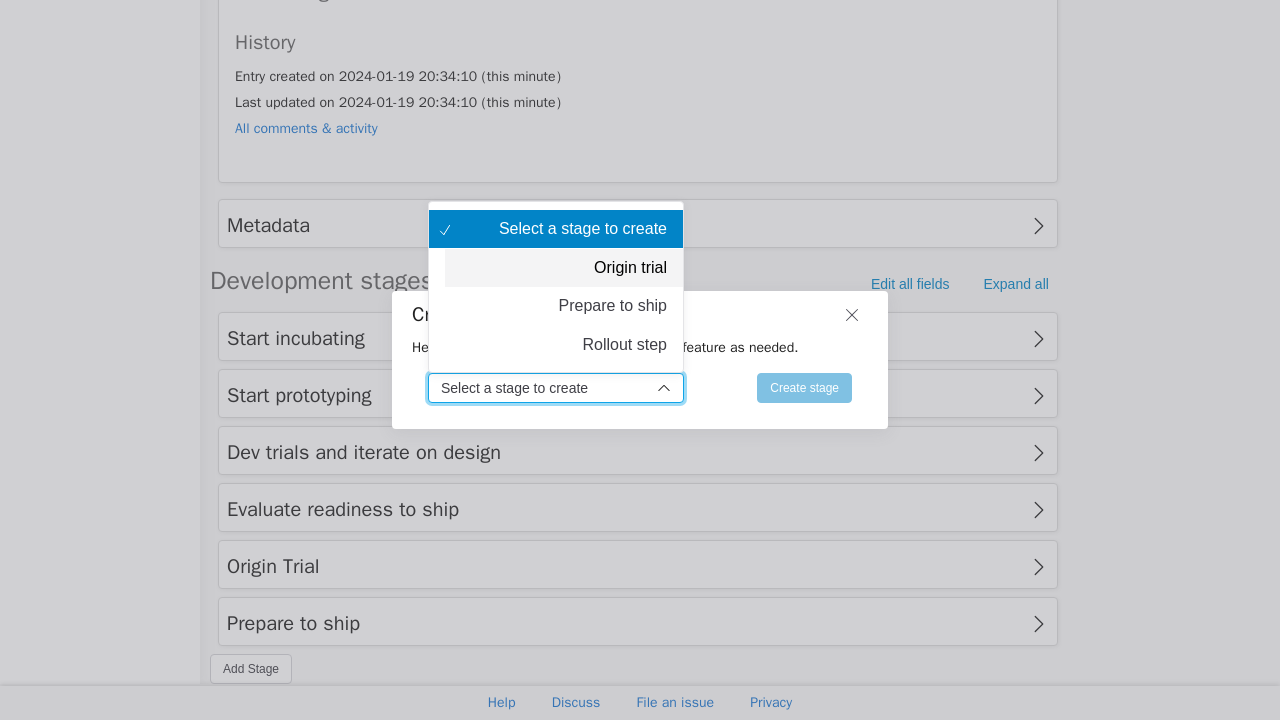 History
Entry created on 2024-01-19 20:34:10 (this minute)
Last updated on 2024-01-19 20:34:10 (this minute)
All comments & activity
Metadata
Select a stage to create
Origin trial
Prepare to ship
Rollout step
Development stages
Edit all fields
Expand all
feature as needed.
Select a stage to create
Create stage
Start incubating
Start prototyping
Dev trials and iterate on design
Evaluate readiness to ship
Origin Trial
Prepare to ship
Add Stage
Help Discuss File an issue Privacy